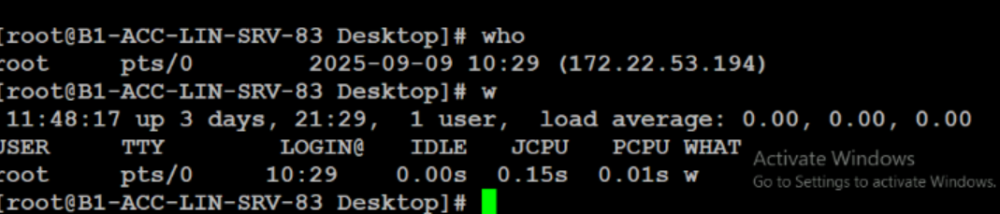 [root@B1-ACC-LIN-SRV-83 Desktop]# who
root     pts/0        2025-09-09 10:29 (172.22.53.194)
[root@B1-ACC-LIN-SRV-83 Desktop]# w
 11:48:17 up 3 days, 21:29,  1 user,  load average: 0.00, 0.00, 0.00
USER     TTY        LOGIN@   IDLE   JCPU   PCPU WHAT
root     pts/0     10:29    0.00s  0.15s  0.01s w
[root@B1-ACC-LIN-SRV-83 Desktop]#
Activate Windows
Go to Settings to activate Windows.